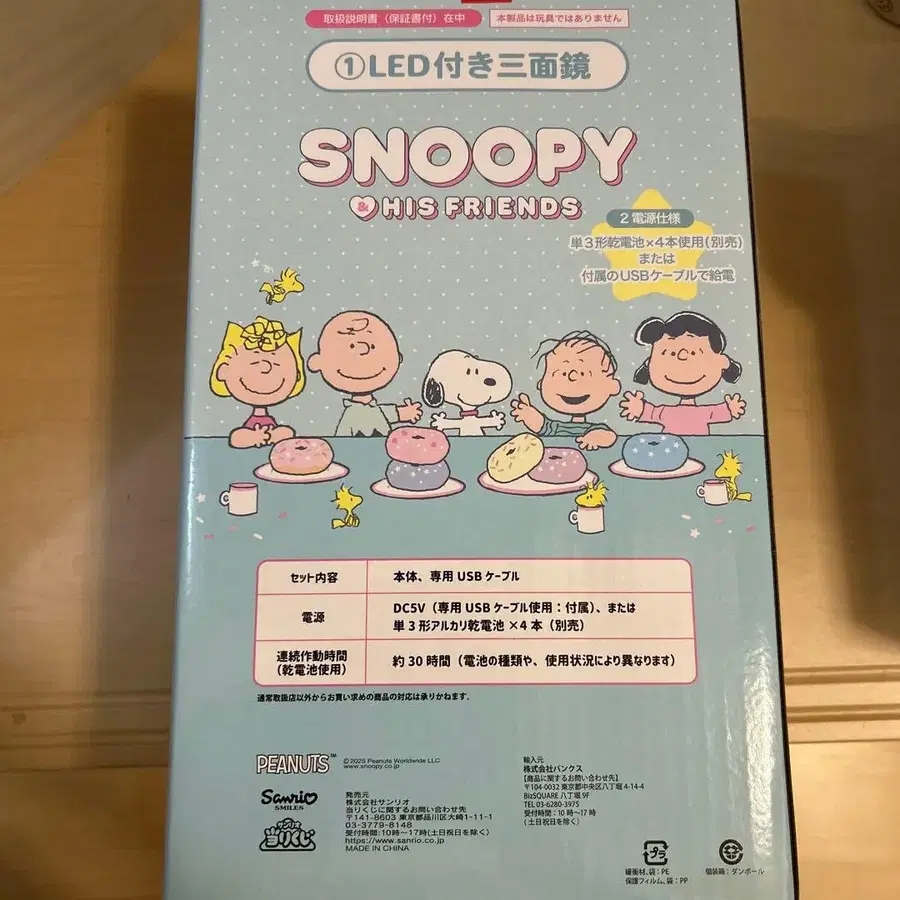 取扱説明書（保証書付）在中
本製品は玩具ではありません
①LED付き三面鏡
SNOOPY
& HIS FRIENDS
2電源仕様
単3形乾電池×4本使用(別売)
または
付属のUSBケーブルで給電
セット内容
本体、専用USBケーブル
電源
DC5V（専用USBケーブル使用：付属）、または
単3形アルカリ乾電池×4本（別売）
連続作動時間
（乾電池使用）
約30時間（電池の種類や、使用状況により異なります）
通常取扱店以外からお買い求めの商品の対応は承りかねます。
PEANUTS™
©2025 Peanuts Worldwide LLC
www.snoopy.co.jp
Sanrio
SMILES
サンリオ
当りくじ
発売元
株式会社サンリオ
当りくじに関するお問い合わせ先
〒141-8603 東京都品川区大崎1-11-1
03-3779-8148
受付時間：10時〜17時(土日祝日を除く)
https://www.sanrio.co.jp
MADE IN CHINA
輸入元
株式会社バンクス
【商品に関するお問い合わせ先】
〒104-0032 東京都中央区八丁堀4-14-4
BizSQUARE 八丁堀 9F
TEL 03-6280-3975
受付時間：10時〜17時
(土日祝日を除く)
プラ
緩衝材、袋：PE
保護フィルム、袋：PP
個装箱：ダンボール